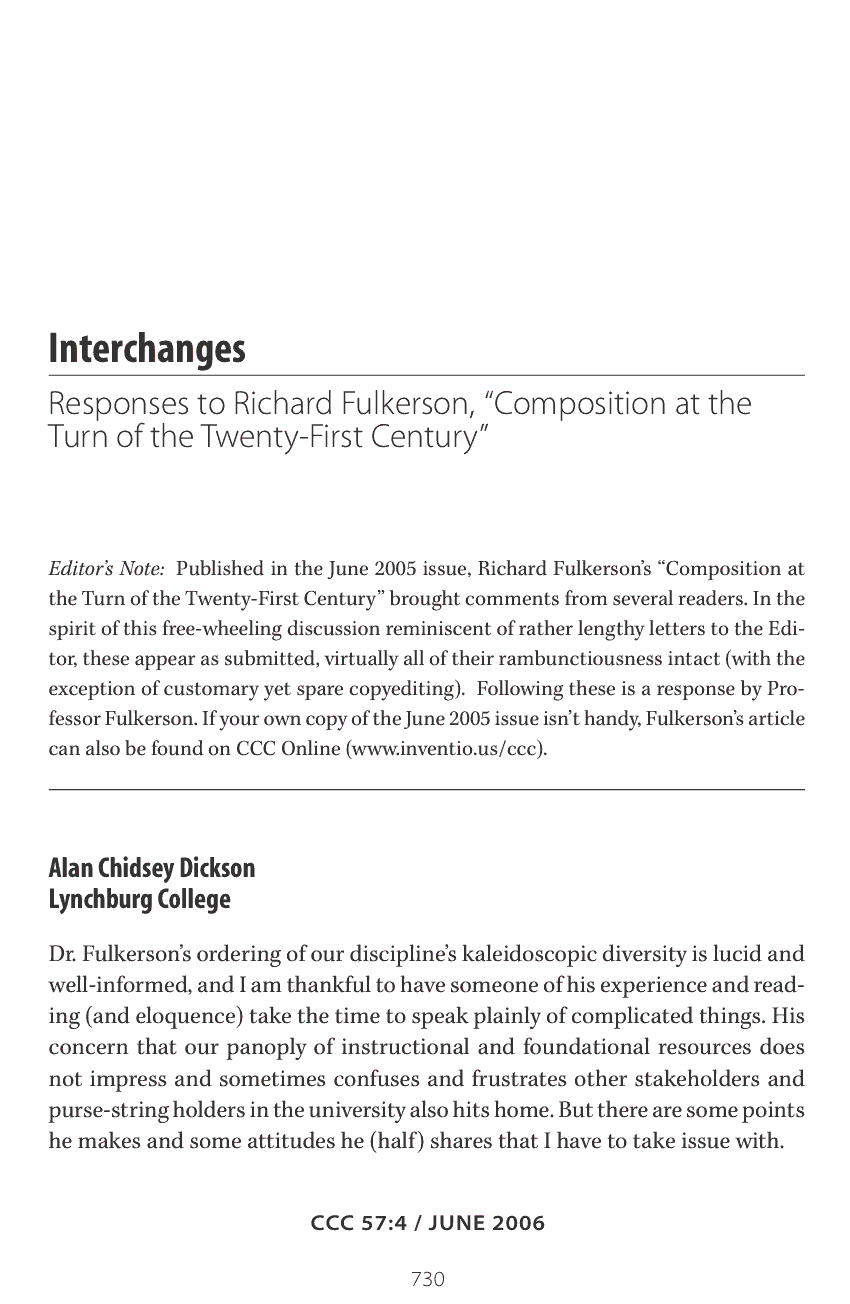 Interchanges
Responses to Richard Fulkerson, “Composition at the
Turn of the Twenty-First Century”
Editor’s Note: Published in the June 2005 issue, Richard Fulkerson’s “Composition at
the Turn of the Twenty-First Century” brought comments from several readers. In the
spirit of this free-wheeling discussion reminiscent of rather lengthy letters to the Edi-
tor, these appear as submitted, virtually all of their rambunctiousness intact (with the
exception of customary yet spare copyediting). Following these is a response by Pro-
fessor Fulkerson. If your own copy of the June 2005 issue isn’t handy, Fulkerson’s article
can also be found on CCC Online (www.inventio.us/ccc).
Alan Chidsey Dickson
Lynchburg College
Dr. Fulkerson’s ordering of our discipline’s kaleidoscopic diversity is lucid and
well-informed, and I am thankful to have someone of his experience and read-
ing (and eloquence) take the time to speak plainly of complicated things. His
concern that our panoply of instructional and foundational resources does
not impress and sometimes confuses and frustrates other stakeholders and
purse-string holders in the university also hits home. But there are some points
he makes and some attitudes he (half) shares that I have to take issue with.
CCC 57:4 / JUNE 2006
730